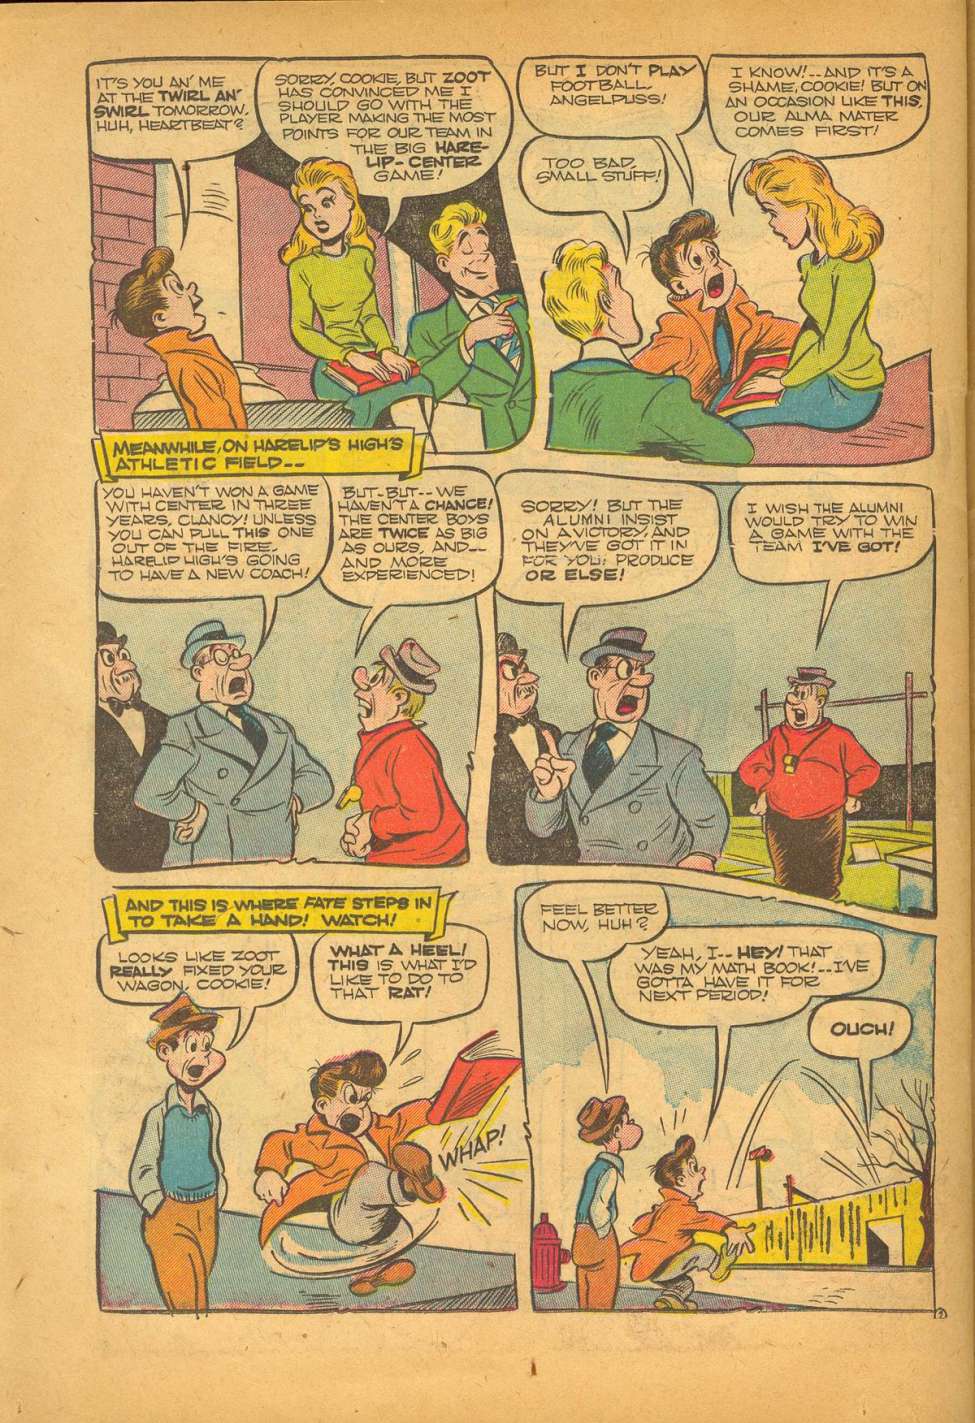 IT'S YOU AN' ME
AT THE TWIRL AN'
SWIRL TOMORROW,
HUH, HEARTBEAT?
SORRY, COOKIE, BUT ZOOT
HAS CONVINCED ME I
SHOULD GO WITH THE
PLAYER MAKING THE MOST
POINTS FOR OUR TEAM IN
THE BIG HARE-
LIP-CENTER
GAME!
BUT I DON'T PLAY
FOOTBALL,
ANGELPUSS!
TOO BAD,
SMALL STUFF!
I KNOW!--AND IT'S A
SHAME, COOKIE! BUT ON
AN OCCASION LIKE THIS,
OUR ALMA MATER
COMES FIRST!
MEANWHILE, ON HARELIP'S HIGH'S
ATHLETIC FIELD--
YOU HAVEN'T WON A GAME
WITH CENTER IN THREE
YEARS, CLANCY! UNLESS
YOU CAN PULL THIS ONE
OUT OF THE FIRE,
HARELIP HIGH'S GOING
TO HAVE A NEW COACH!
BUT-BUT--WE
HAVEN'T A CHANCE!
THE CENTER BOYS
ARE TWICE AS BIG
AS OURS, AND--
AND MORE
EXPERIENCED!
SORRY! BUT THE
ALUMNI INSIST
ON A VICTORY, AND
THEY'VE GOT IT IN
FOR YOU! PRODUCE
OR ELSE!
I WISH THE ALUMNI
WOULD TRY TO WIN
A GAME WITH THE
TEAM I'VE GOT!
AND THIS IS WHERE FATE STEPS IN
TO TAKE A HAND! WATCH!
LOOKS LIKE ZOOT
REALLY FIXED YOUR
WAGON, COOKIE!
WHAT A HEEL!
THIS IS WHAT I'D
LIKE TO DO TO
THAT RAT!
WHAP!
FEEL BETTER
NOW, HUH?
YEAH, I--HEY! THAT
WAS MY MATH BOOK!--I'VE
GOTTA HAVE IT FOR
NEXT PERIOD!
OUCH!